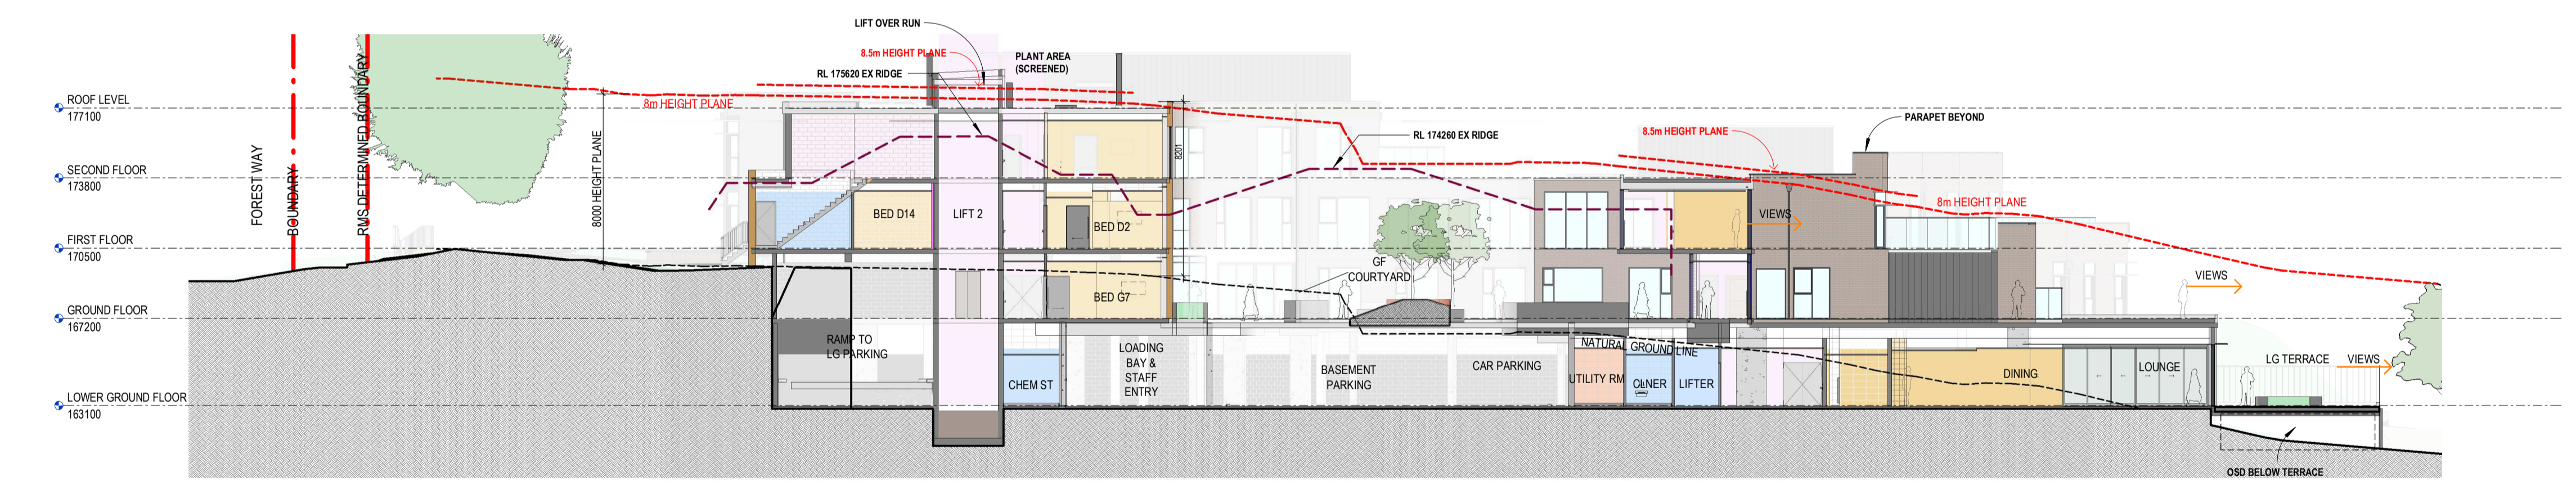 LIFT OVER RUN
8.5m HEIGHT PLANE
PLANT AREA
(SCREENED)
RL 175620 EX RIDGE
ROOF LEVEL
177100
8m HEIGHT PLANE
RL 174260 EX RIDGE
8.5m HEIGHT PLANE
PARAPET BEYOND
FOREST WAY
BOUNDARY
RMS DETERMINED BOUNDARY
8000 HEIGHT PLANE
8201
SECOND FLOOR
173800
BED D14
LIFT 2
BED D2
VIEWS
8m HEIGHT PLANE
FIRST FLOOR
170500
GF
COURTYARD
BED G7
VIEWS
GROUND FLOOR
167200
RAMP TO
LG PARKING
LOADING
BAY &
STAFF
ENTRY
CHEM ST
BASEMENT
PARKING
CAR PARKING
NATURAL GROUND LINE
UTILITY RM
CLNER
LIFTER
DINING
LOUNGE
LG TERRACE
VIEWS
LOWER GROUND FLOOR
163100
OSD BELOW TERRACE